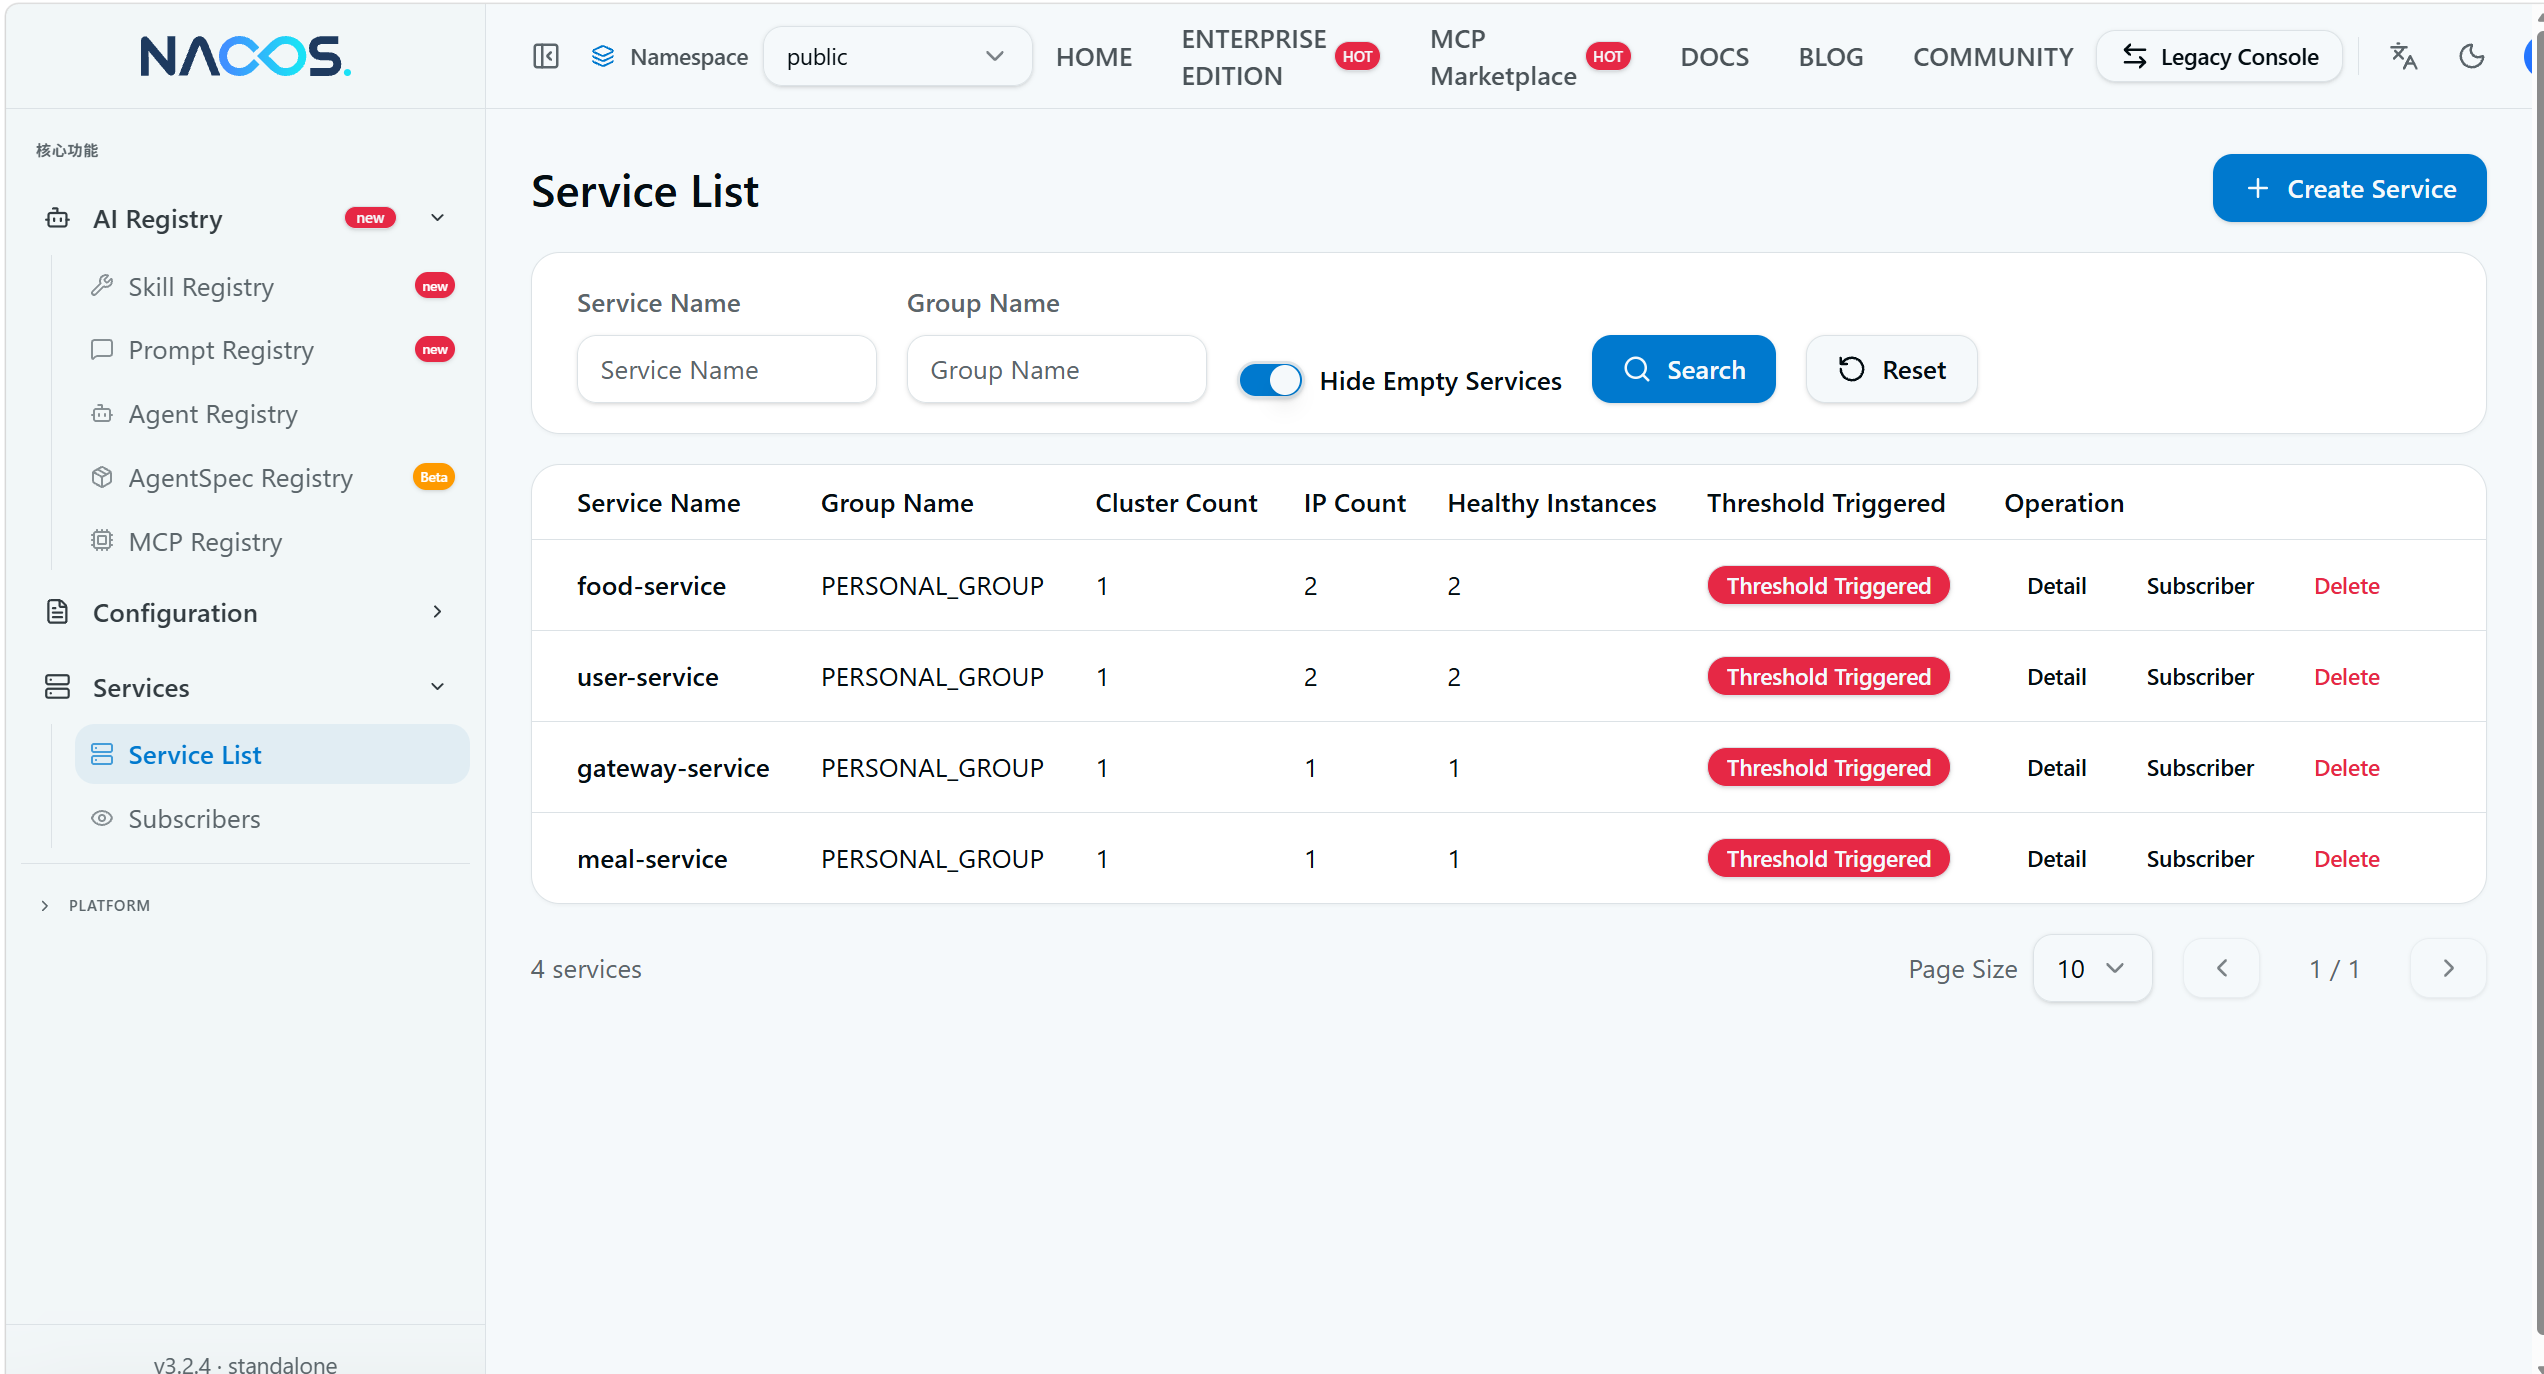 NACOS.
Namespace
public
HOME
ENTERPRISE
EDITION
HOT
MCP
Marketplace
HOT
DOCS
BLOG
COMMUNITY
Legacy Console
核心功能
AI Registry
new
Skill Registry
new
Prompt Registry
new
Agent Registry
AgentSpec Registry
Beta
MCP Registry
Configuration
Services
Service List
Subscribers
PLATFORM
v3.2.4 · standalone
Service List
Create Service
Service Name
Group Name
Service Name
Group Name
Hide Empty Services
Search
Reset
Service Name Group Name Cluster Count IP Count Healthy Instances Threshold Triggered Operation
food-service PERSONAL_GROUP 1 2 2 Threshold Triggered Detail Subscriber Delete
user-service PERSONAL_GROUP 1 2 2 Threshold Triggered Detail Subscriber Delete
gateway-service PERSONAL_GROUP 1 1 1 Threshold Triggered Detail Subscriber Delete
meal-service PERSONAL_GROUP 1 1 1 Threshold Triggered Detail Subscriber Delete
4 services
Page Size
10
1 / 1